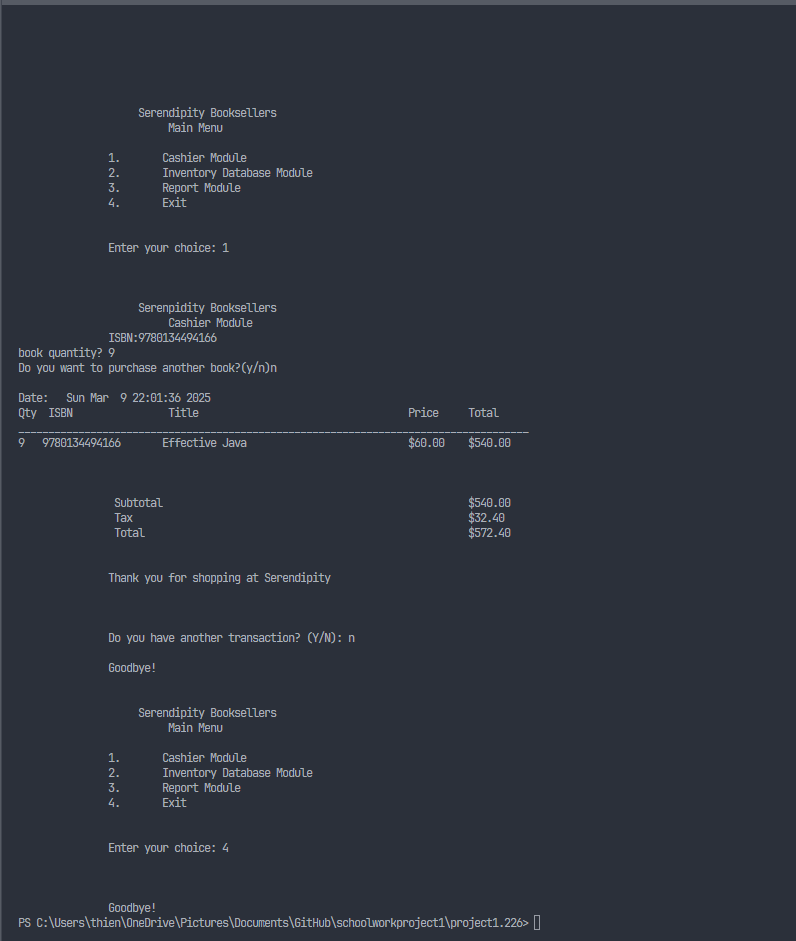 Serendipity Booksellers
Main Menu
1. Cashier Module
2. Inventory Database Module
3. Report Module
4. Exit
Enter your choice: 1
Serenpidity Booksellers
Cashier Module
ISBN:9780134494166
book quantity? 9
Do you want to purchase another book?(y/n)n
Date: Sun Mar 9 22:01:36 2025
Qty ISBN Title Price Total
_____________________________________________________________________________________
9 9780134494166 Effective Java $60.00 $540.00
Subtotal $540.00
Tax $32.40
Total $572.40
Thank you for shopping at Serendipity
Do you have another transaction? (Y/N): n
Goodbye!
Serendipity Booksellers
Main Menu
1. Cashier Module
2. Inventory Database Module
3. Report Module
4. Exit
Enter your choice: 4
Goodbye!
PS C:\Users\thien\OneDrive\Pictures\Documents\GitHub\schoolworkproject1\project1.226>